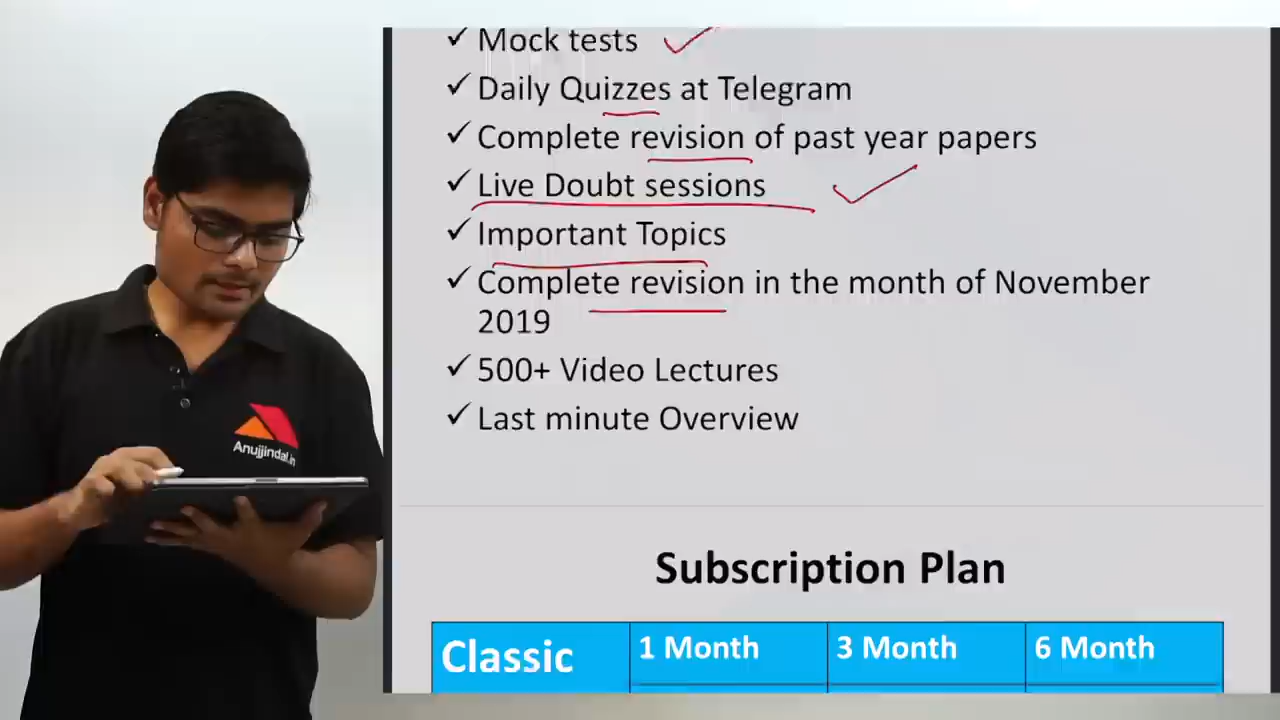 ✓ Mock tests
✓ Daily Quizzes at Telegram
✓ Complete revision of past year papers
✓ Live Doubt sessions
✓ Important Topics
✓ Complete revision in the month of November
2019
✓ 500+ Video Lectures
✓ Last minute Overview
Anujjindal.in
Subscription Plan
Classic 1 Month 3 Month 6 Month